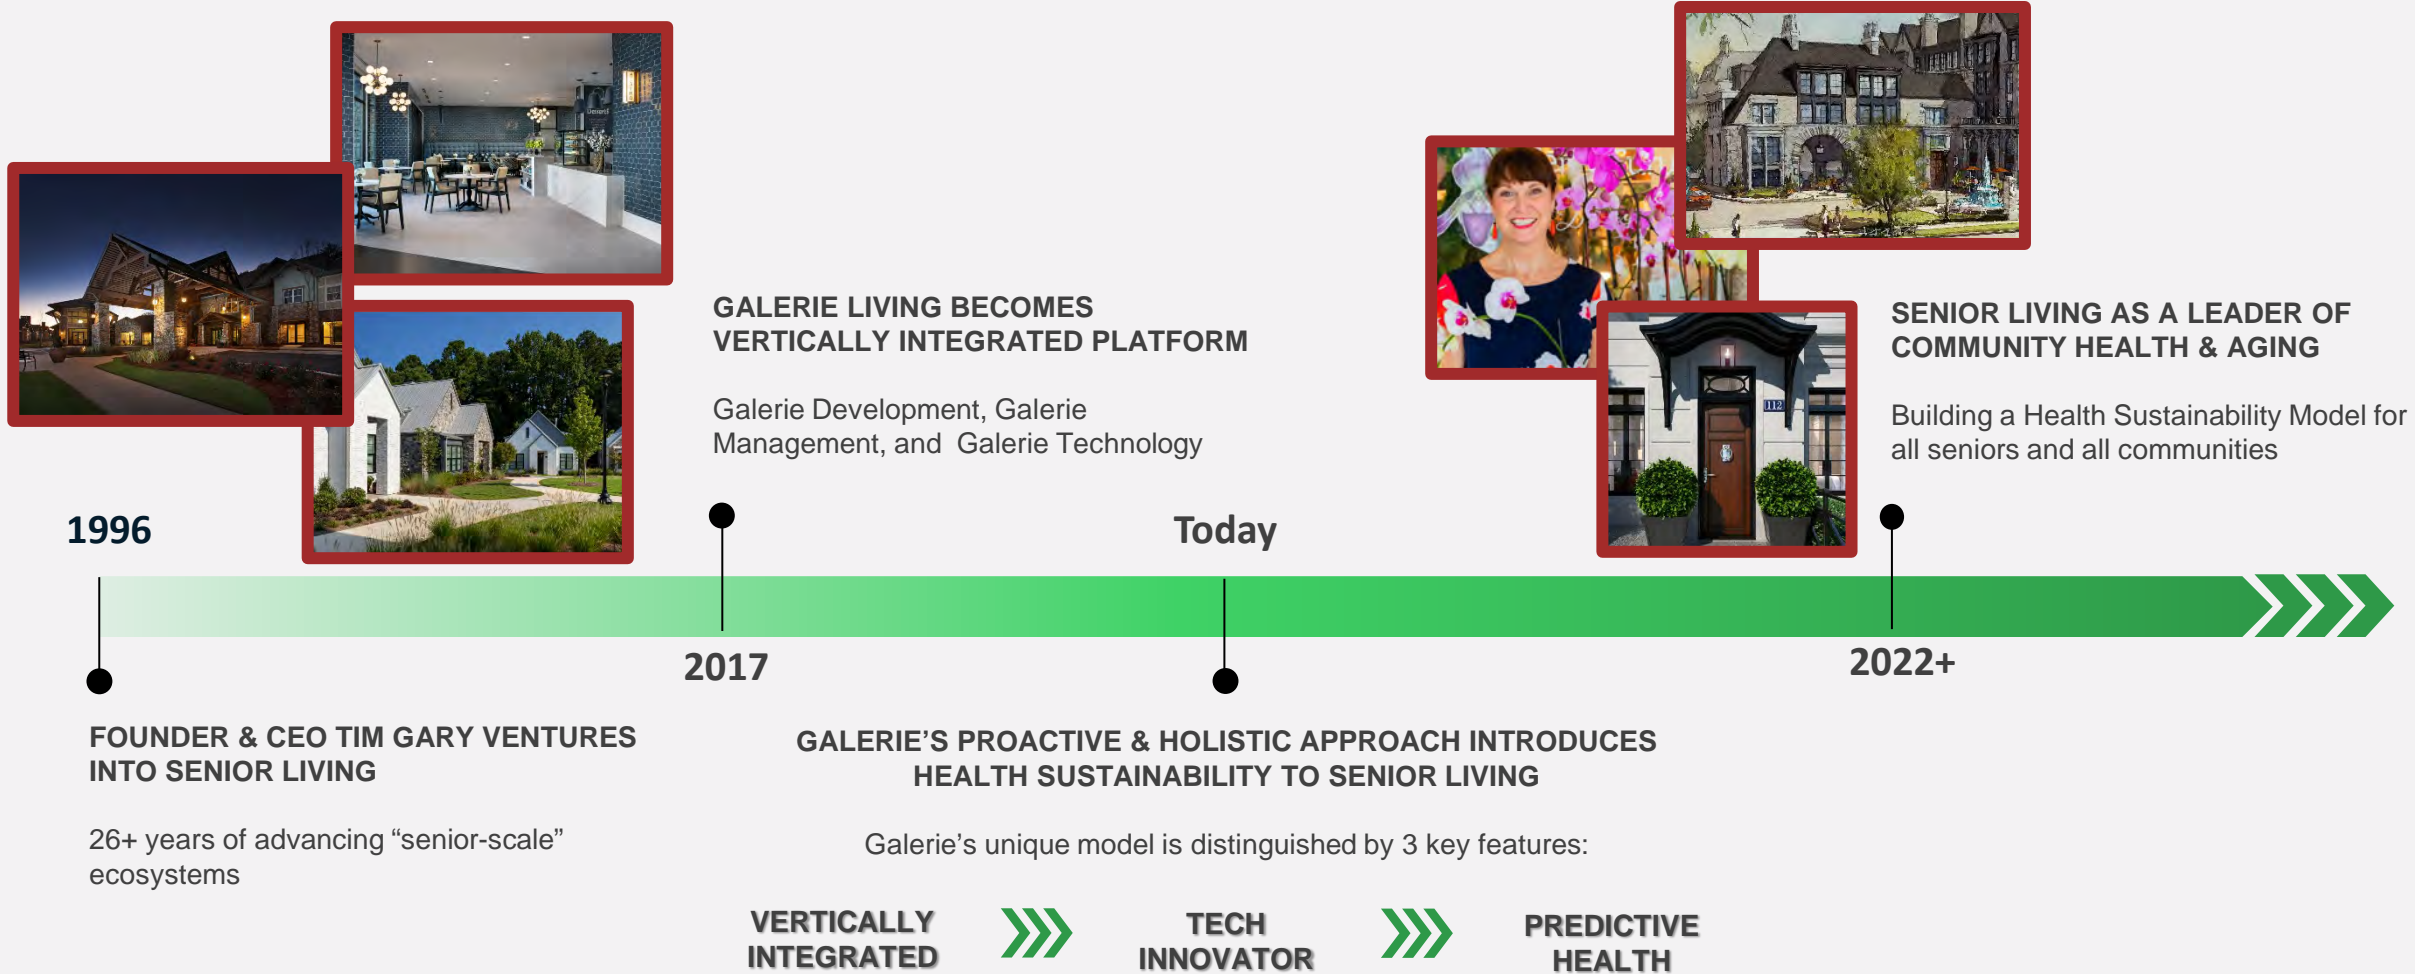 GALERIE LIVING BECOMES
VERTICALLY INTEGRATED PLATFORM
Galerie Development, Galerie
Management, and  Galerie Technology
SENIOR LIVING AS A LEADER OF
COMMUNITY HEALTH & AGING
Building a Health Sustainability Model for
all seniors and all communities
112
1996
Today
2017
2022+
FOUNDER & CEO TIM GARY VENTURES
INTO SENIOR LIVING
26+ years of advancing “senior-scale”
ecosystems
GALERIE’S PROACTIVE & HOLISTIC APPROACH INTRODUCES
HEALTH SUSTAINABILITY TO SENIOR LIVING
Galerie’s unique model is distinguished by 3 key features:
VERTICALLY
INTEGRATED
TECH
INNOVATOR
PREDICTIVE
HEALTH